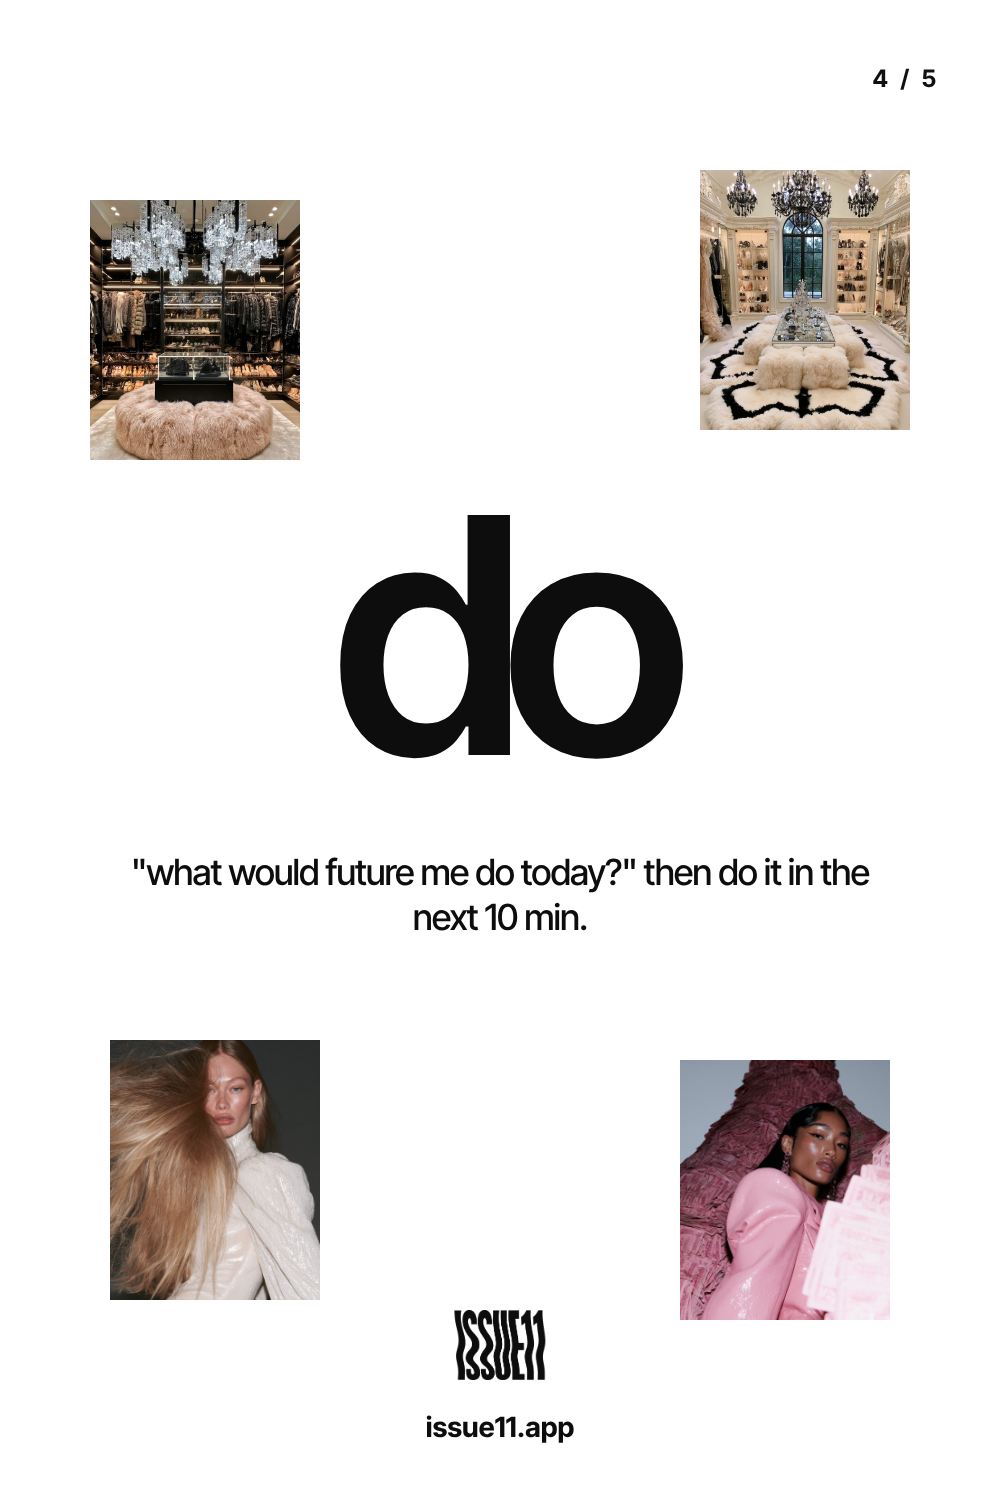 4 / 5
do
"what would future me do today?" then do it in the
next 10 min.
ISSUE11
issue11.app